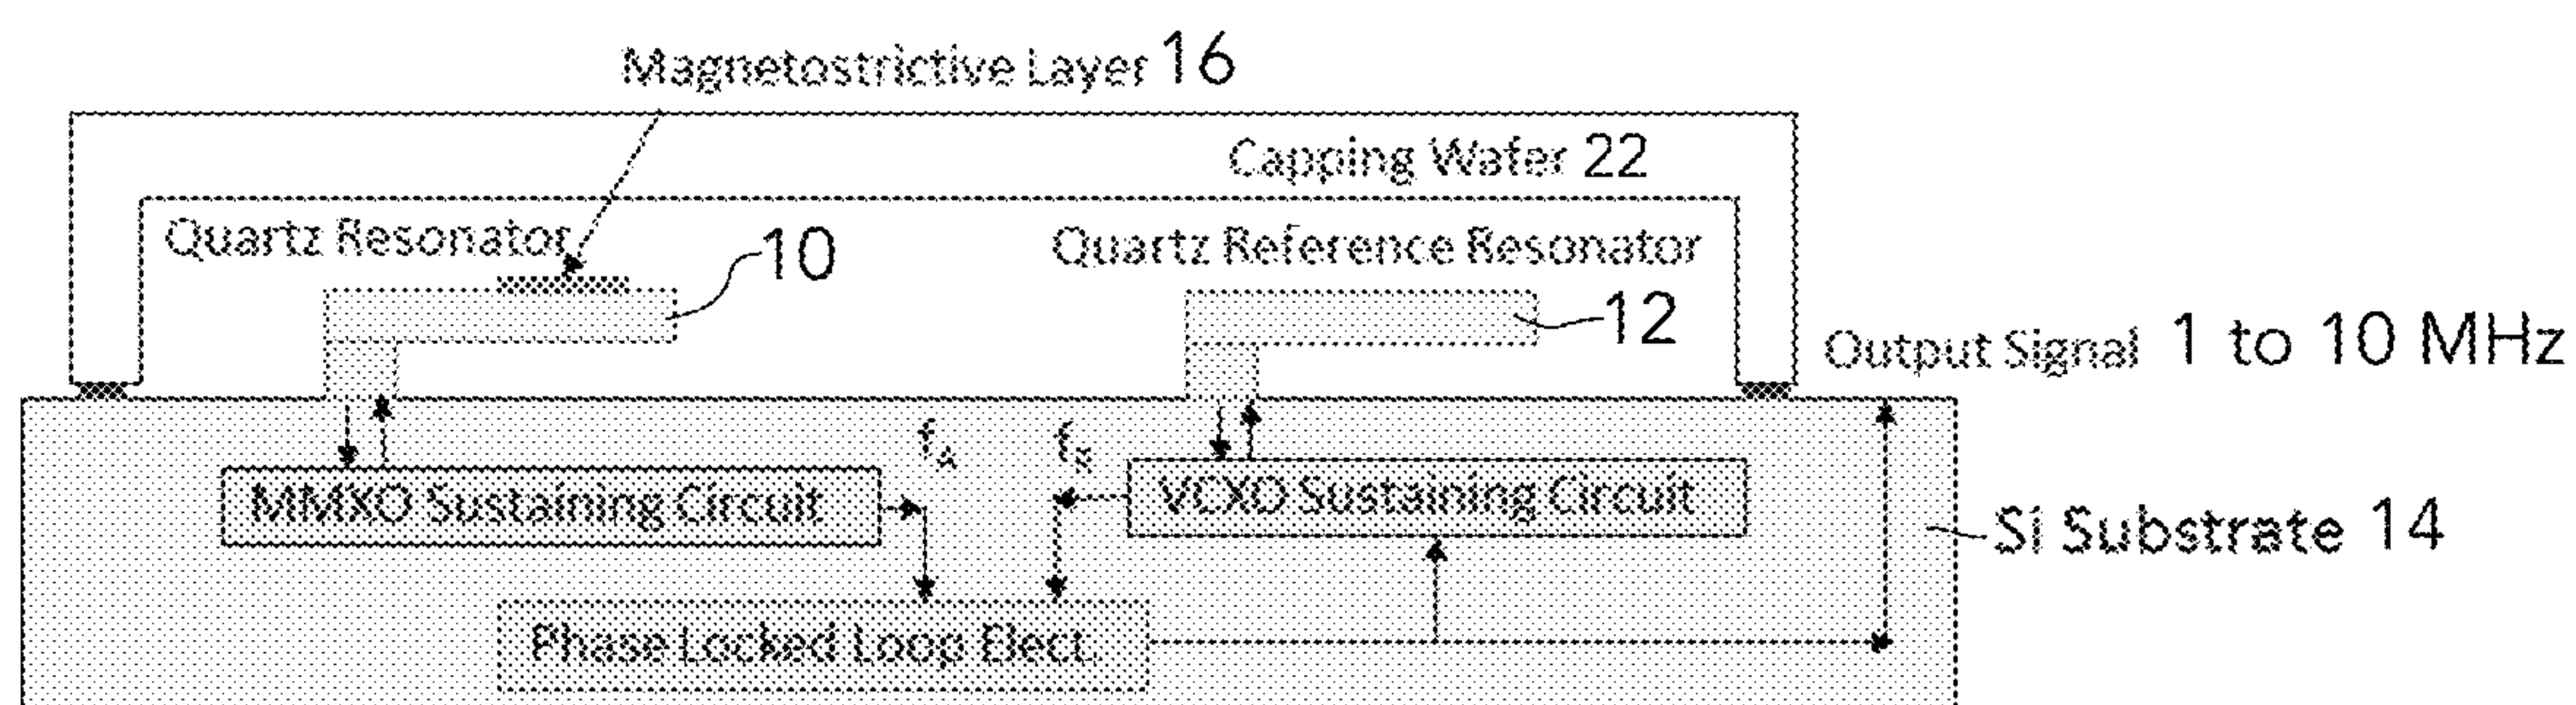 Magnetostrictive Layer 16
Capping Wafer 22
Quartz Resonator
10
Quartz Reference Resonator
12
Output Signal 1 to 10 MHz
fA
fR
MMXO Sustaining Circuit
VCXO Sustaining Circuit
Si Substrate 14
Phase Locked Loop Elect.